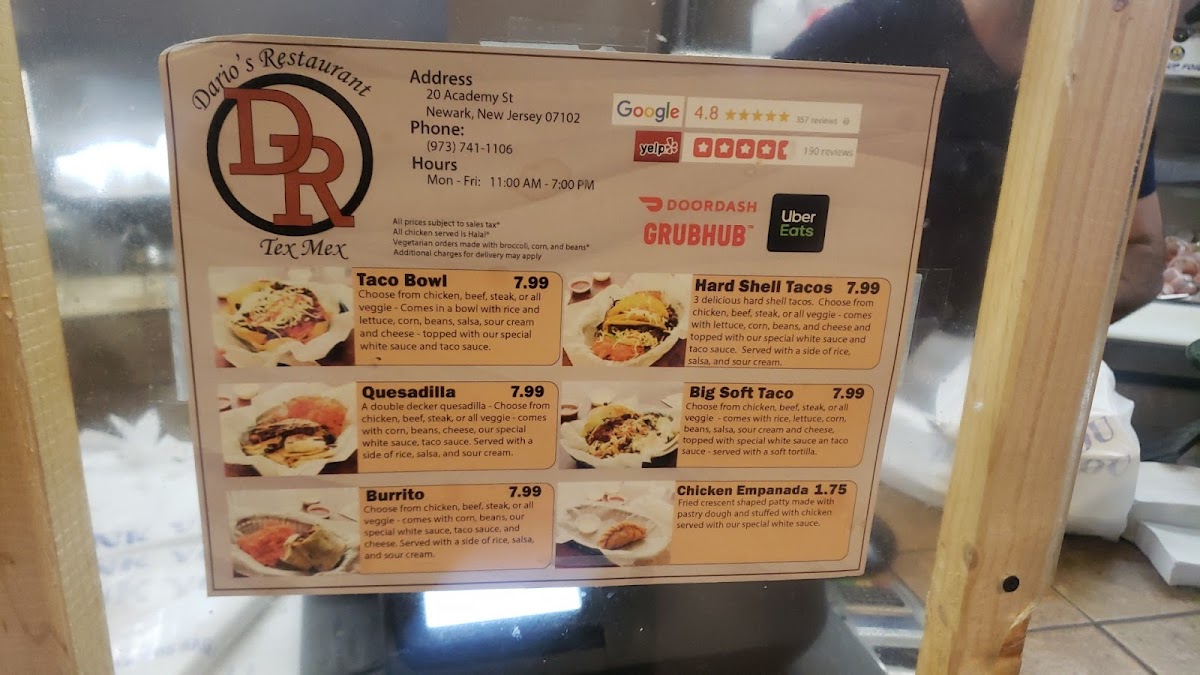 Dario's Restaurant
DR
Tex Mex
Address
20 Academy St
Newark, New Jersey 07102
Phone:
(973) 741-1106
Hours
Mon - Fri: 11:00 AM - 7:00 PM
Google 4.8 357 reviews
yelp 190 reviews
DOORDASH
GRUBHUB™
Uber
Eats
All prices subject to sales tax*
All chicken served is Halal*
Vegetarian orders made with broccoli, corn, and beans*
Additional charges for delivery may apply
Taco Bowl 7.99
Choose from chicken, beef, steak, or all
veggie - Comes in a bowl with rice and
lettuce, corn, beans, salsa, sour cream
and cheese - topped with our special
white sauce and taco sauce.
Hard Shell Tacos 7.99
3 delicious hard shell tacos. Choose from
chicken, beef, steak, or all veggie - comes
with lettuce, corn, beans, and cheese and
topped with our special white sauce and
taco sauce. Served with a side of rice,
salsa, and sour cream.
Quesadilla 7.99
A double decker quesadilla - Choose from
chicken, beef, steak, or all veggie - comes
with corn, beans, cheese, our special
white sauce, taco sauce. Served with a
side of rice, salsa, and sour cream.
Big Soft Taco 7.99
Choose from chicken, beef, steak, or all
veggie - comes with rice, lettuce, corn,
beans, salsa, sour cream and cheese,
topped with special white sauce an taco
sauce - served with a soft tortilla.
Burrito 7.99
Choose from chicken, beef, steak, or all
veggie - comes with corn, beans, our
special white sauce, taco sauce, and
cheese. Served with a side of rice, salsa,
and sour cream.
Chicken Empanada 1.75
Fried crescent shaped patty made with
pastry dough and stuffed with chicken
served with our special white sauce.